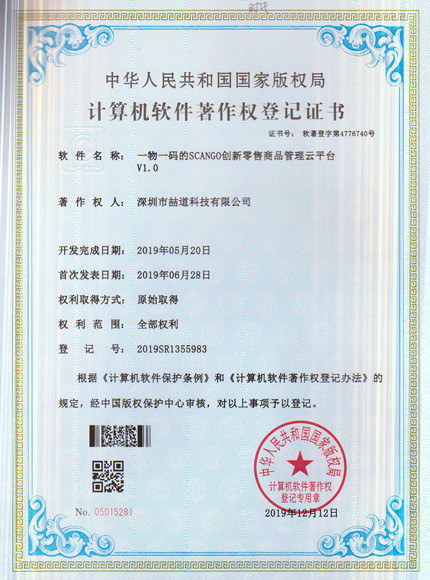 中华人民共和国国家版权局
计算机软件著作权登记证书
证书号： 软著登字第4776740号
软件名称： 一物一码的SCANGO创新零售商品管理云平台
V1.0
著作权人： 深圳市喆道科技有限公司
开发完成日期： 2019年05月20日
首次发表日期： 2019年06月28日
权利取得方式： 原始取得
权利范围： 全部权利
登记号： 2019SR1355983
根据《计算机软件保护条例》和《计算机软件著作权登记办法》的
规定，经中国版权保护中心审核，对以上事项予以登记。
中华人民共和国国家版权局
计算机软件著作权
登记专用章
No. 05015281
2019年12月12日